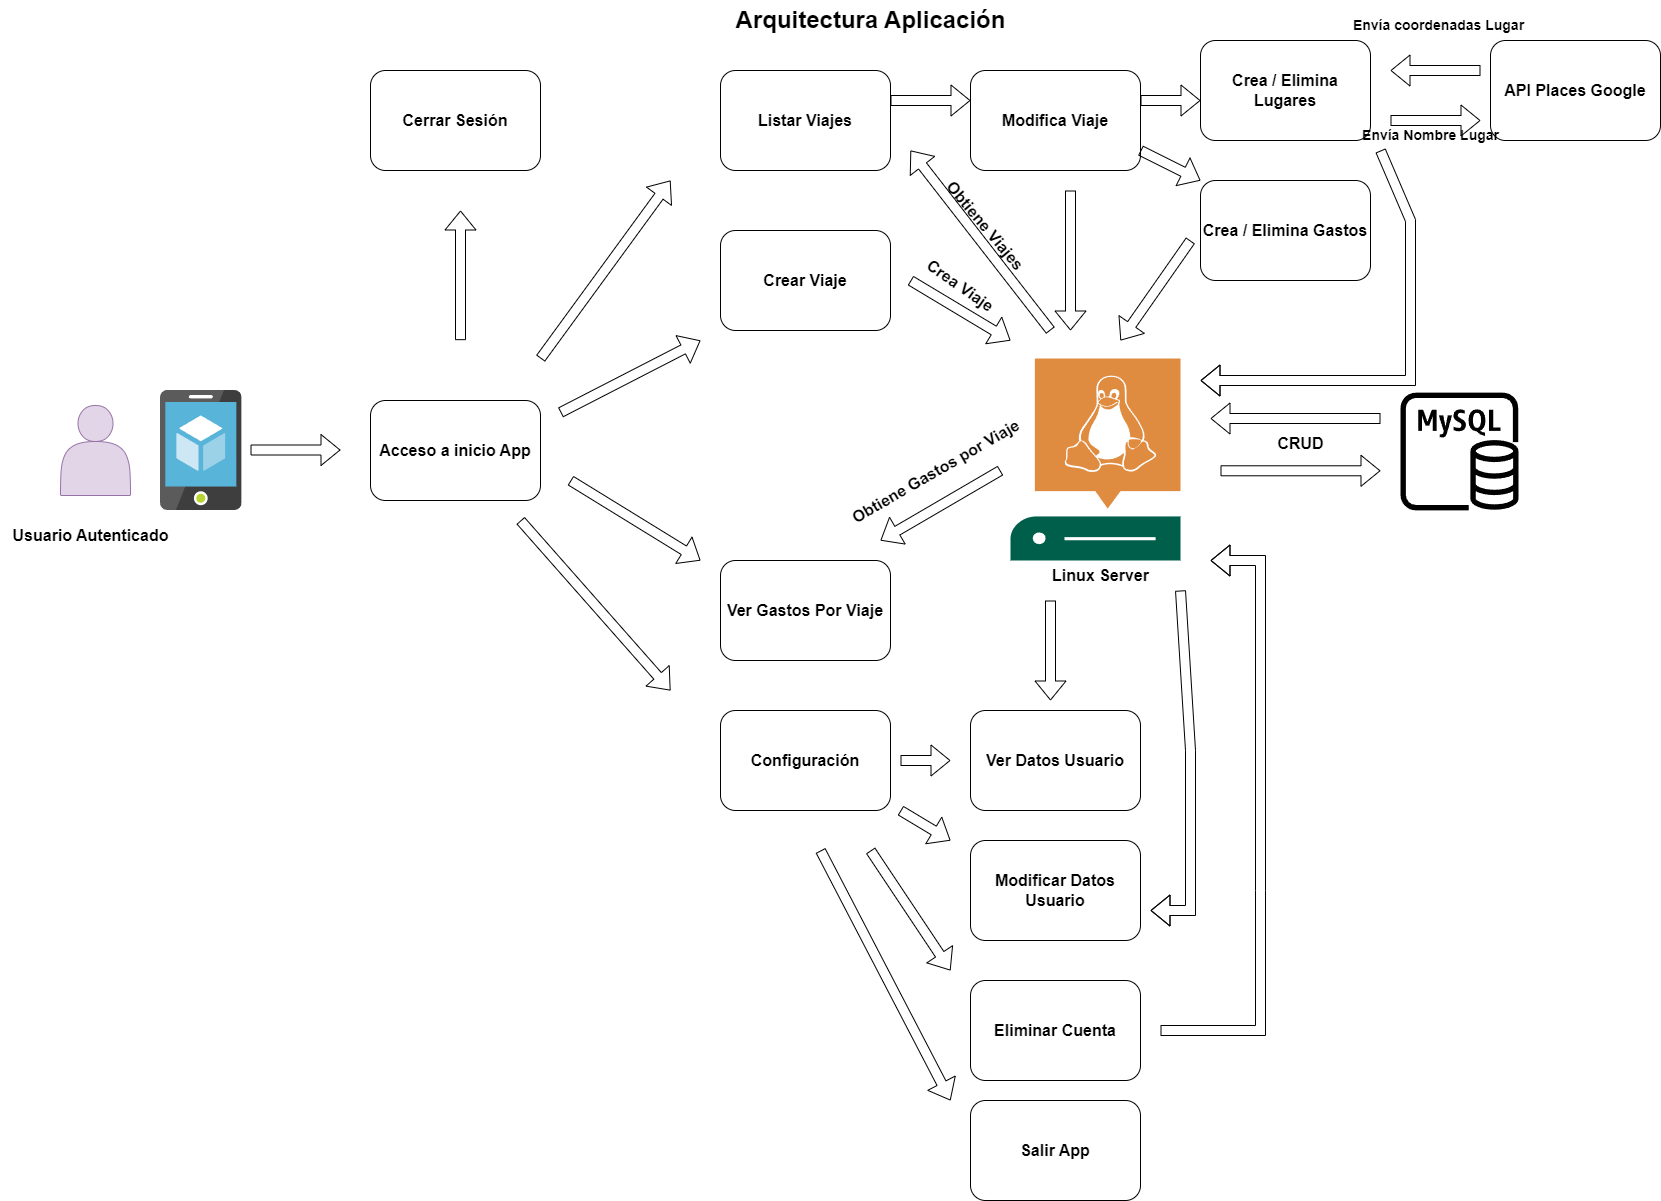 Arquitectura Aplicación
Envía coordenadas Lugar
Cerrar Sesión
Listar Viajes
Modifica Viaje
Crea / Elimina
Lugares
API Places Google
Envía Nombre Lugar
Obtiene Viajes
Crea / Elimina Gastos
Crear Viaje
Crea Viaje
Usuario Autenticado
Acceso a inicio App
Obtiene Gastos por Viaje
MySQL
CRUD
Linux Server
Ver Gastos Por Viaje
Configuración
Ver Datos Usuario
Modificar Datos
Usuario
Eliminar Cuenta
Salir App